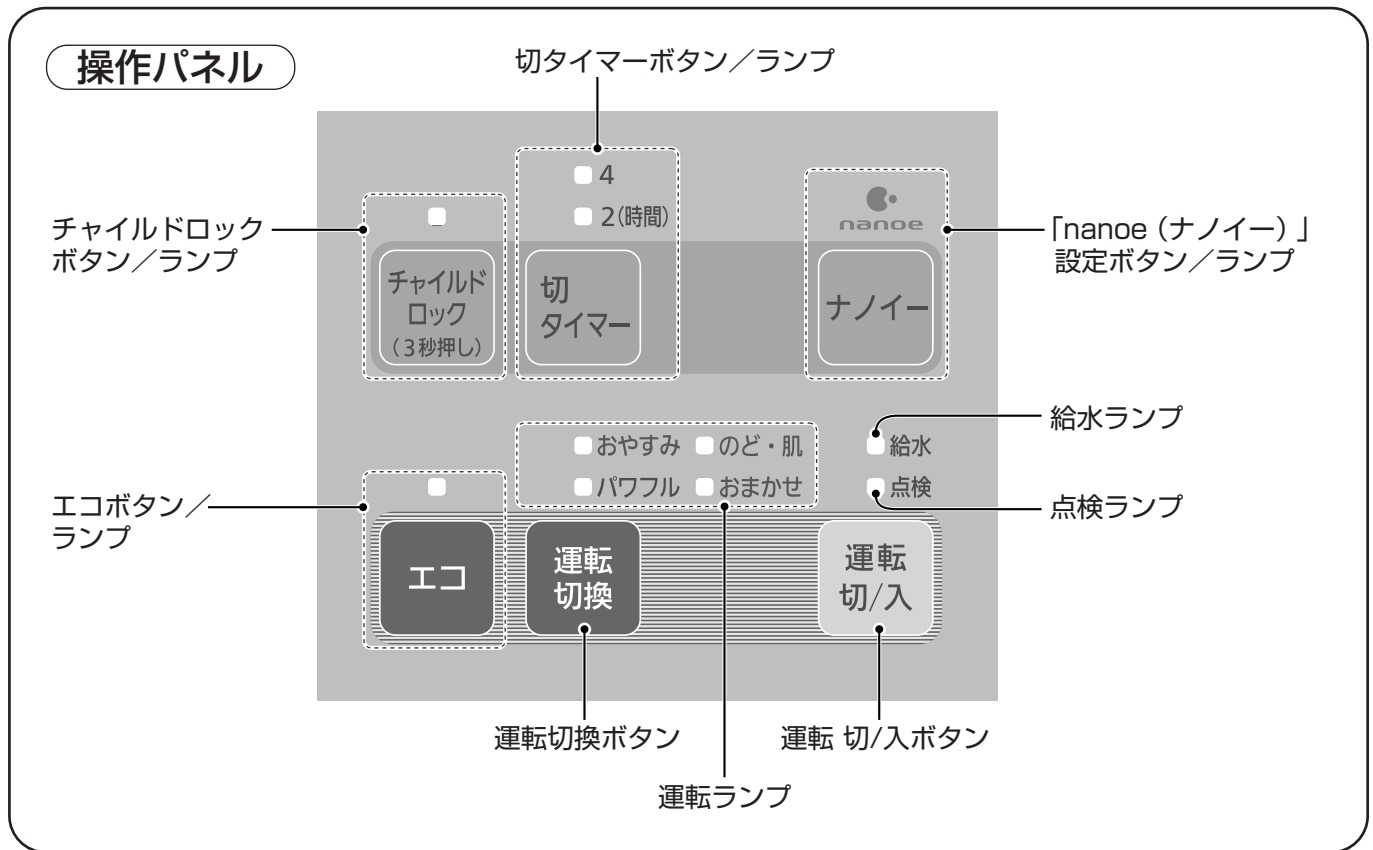 操作パネル
切タイマーボタン／ランプ
4
2(時間)
nanoe
チャイルドロック
ボタン／ランプ
「nanoe（ナノイー）」
設定ボタン／ランプ
チャイルド
ロック
(3秒押し)
切
タイマー
ナノイー
給水ランプ
おやすみ
のど・肌
給水
パワフル
おまかせ
点検
エコボタン／
ランプ
点検ランプ
エコ
運転
切換
運転
切/入
運転切換ボタン
運転 切/入ボタン
運転ランプ